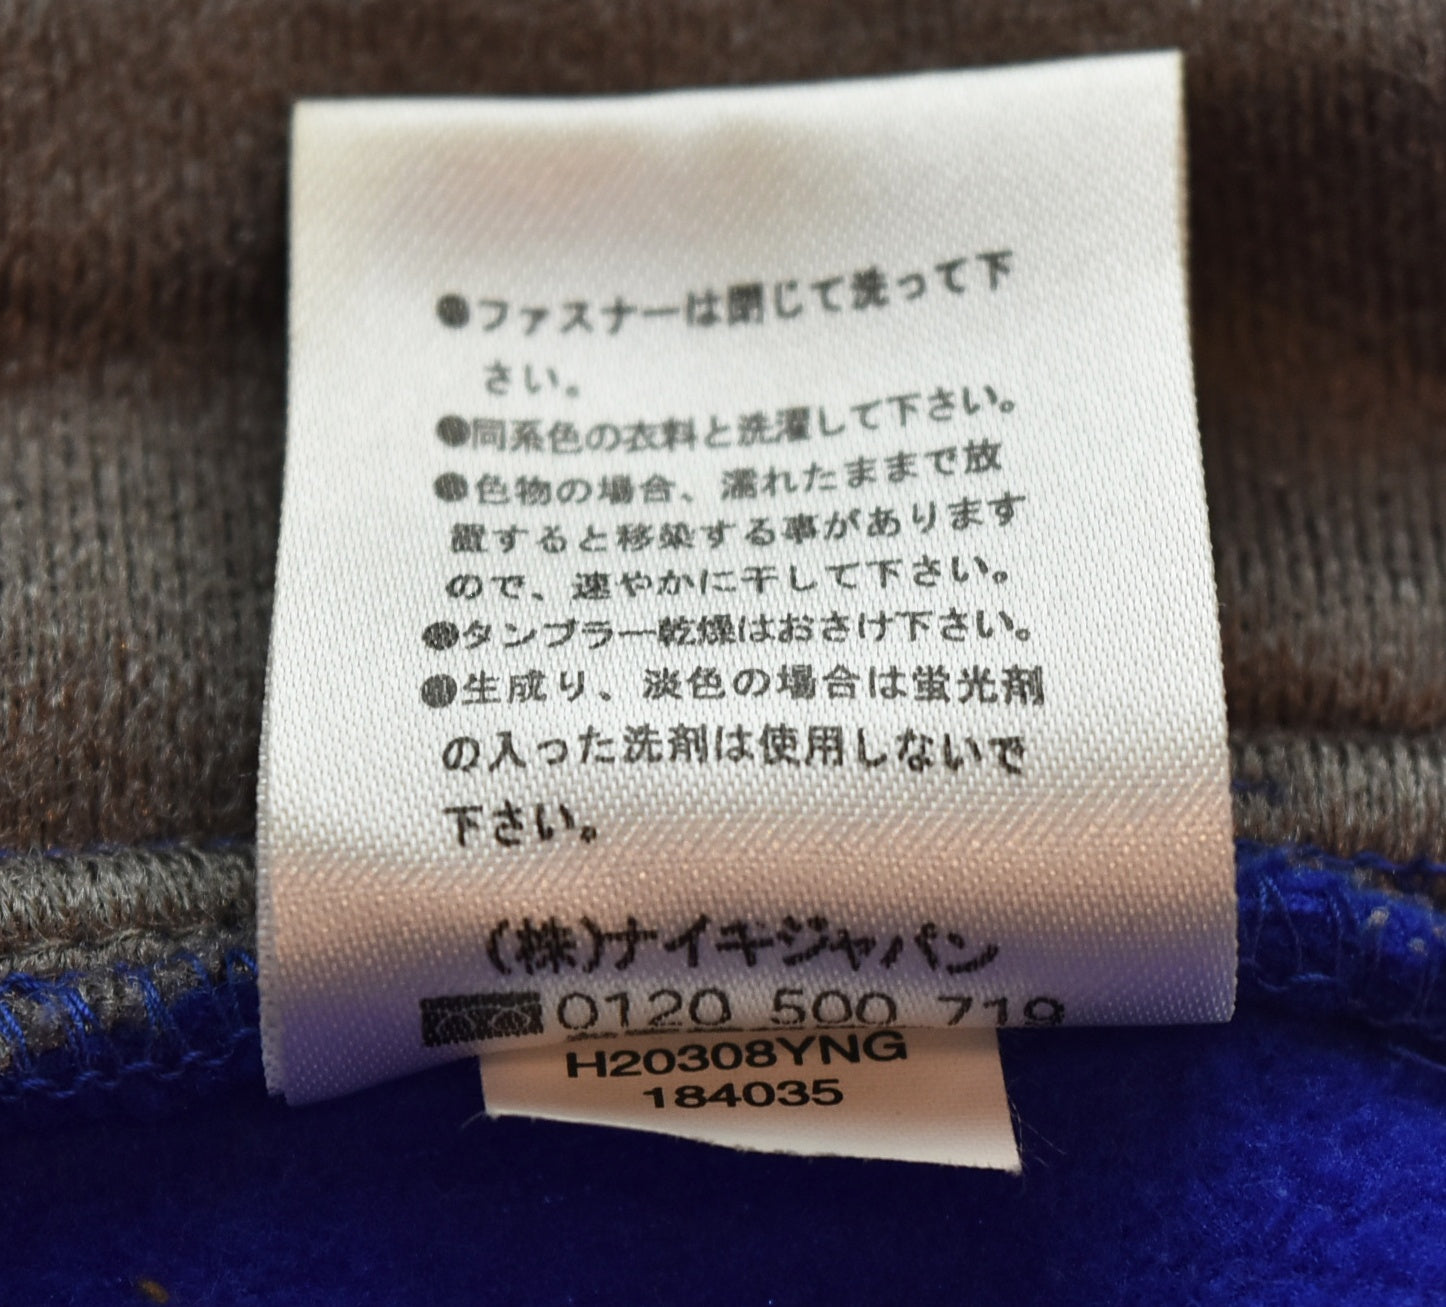 ●ファスナーは閉じて洗って下
さい。
●同系色の衣料と洗濯して下さい。
●色物の場合、濡れたままで放
置すると移染する事があります
ので、速やかに干して下さい。
●タンブラー乾燥はおさけ下さい。
●生成り、淡色の場合は蛍光剤
の入った洗剤は使用しないで
下さい。
(株)ナイキジャパン
0120 500 719
H20308YNG
184035